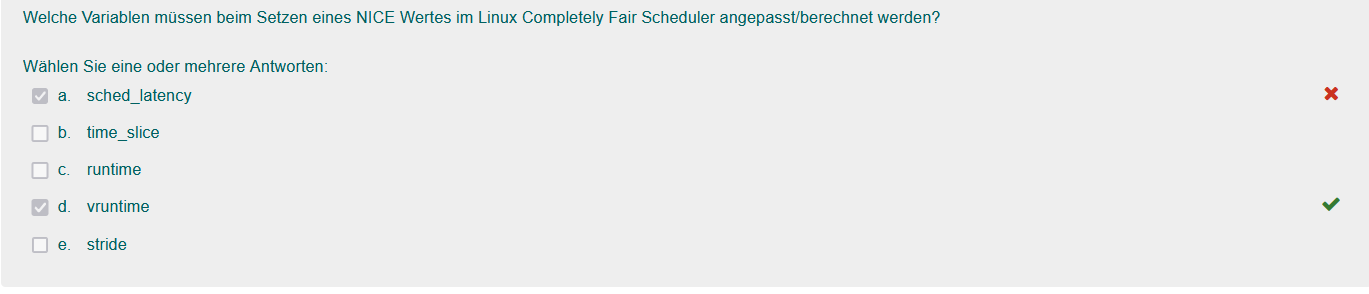 Welche Variablen müssen beim Setzen eines NICE Wertes im Linux Completely Fair Scheduler angepasst/berechnet werden?
Wählen Sie eine oder mehrere Antworten:
a. sched_latency
b. time_slice
c. runtime
d. vruntime
e. stride